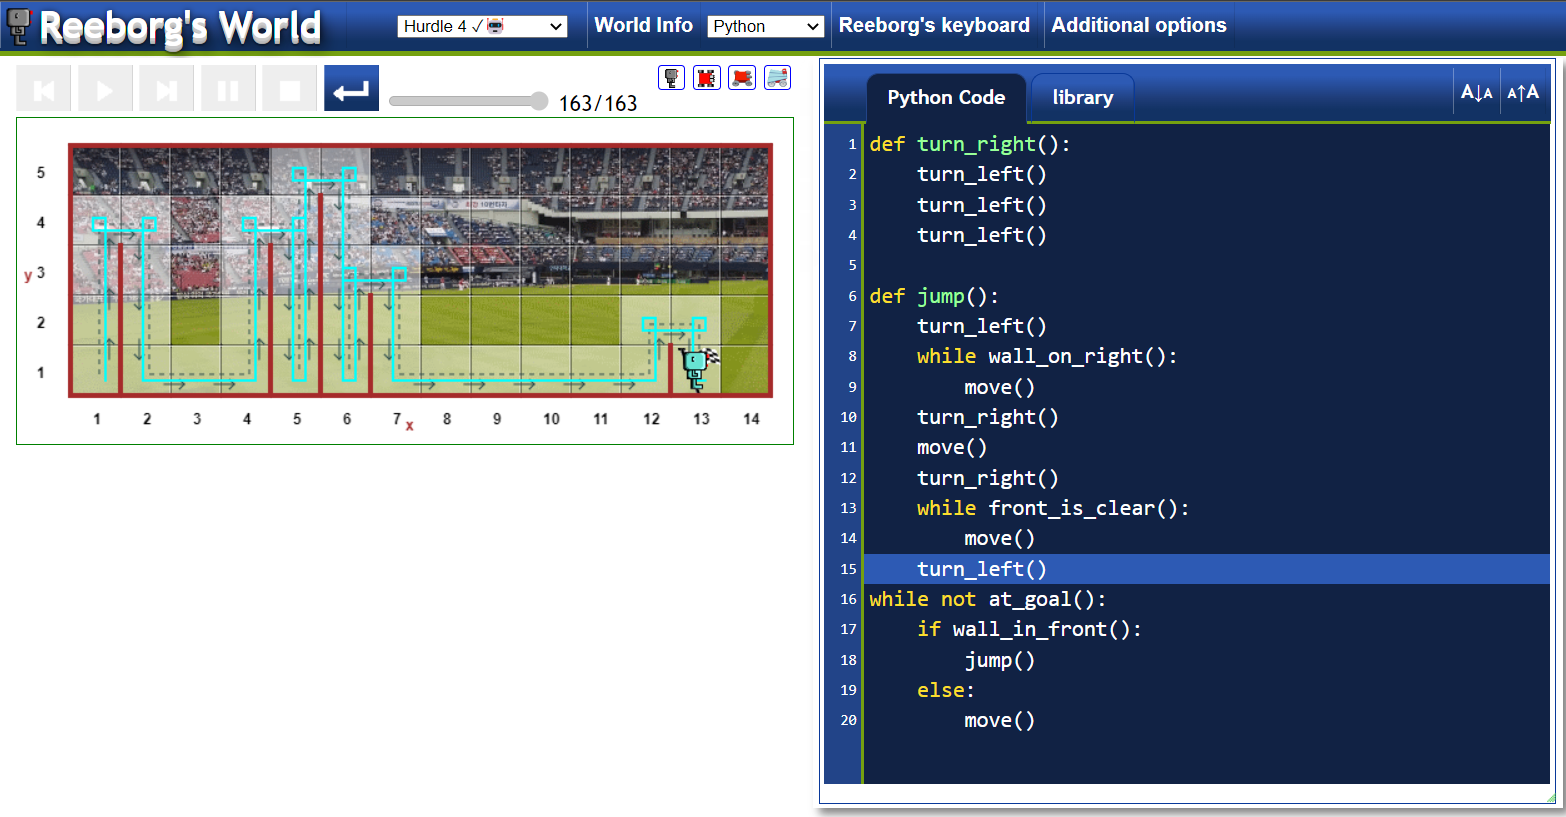 Reeborg's World
Hurdle 4 ✓ 🤖
World Info
Python
Reeborg's keyboard
Additional options
163/163
5
4
y 3
2
1
1 2 3 4 5 6 7 8 9 10 11 12 13 14
x
Python Code
library
A↓A A↑A
1 def turn_right():
2     turn_left()
3     turn_left()
4     turn_left()
5
6 def jump():
7     turn_left()
8     while wall_on_right():
9         move()
10     turn_right()
11     move()
12     turn_right()
13     while front_is_clear():
14         move()
15     turn_left()
16 while not at_goal():
17     if wall_in_front():
18         jump()
19     else:
20         move()